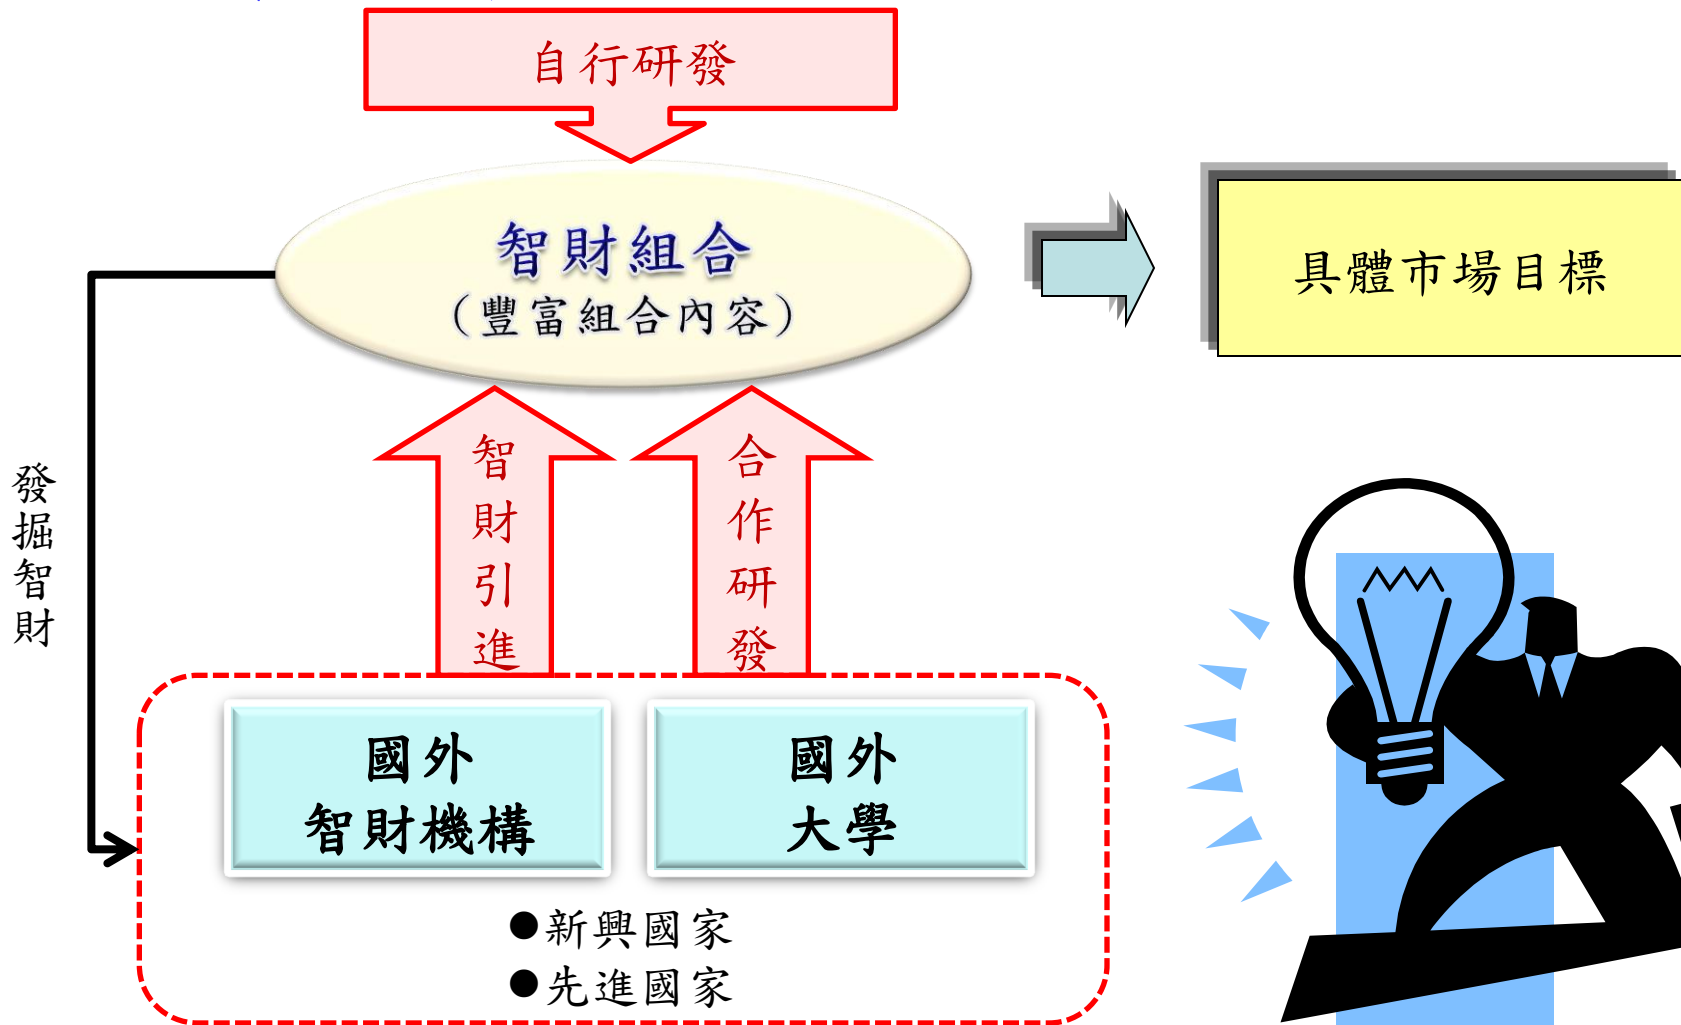 自行研發
智財組合
（豐富組合內容）
具體市場目標
發掘智財
智財引進
合作研發
國外
智財機構
國外
大學
●新興國家
●先進國家